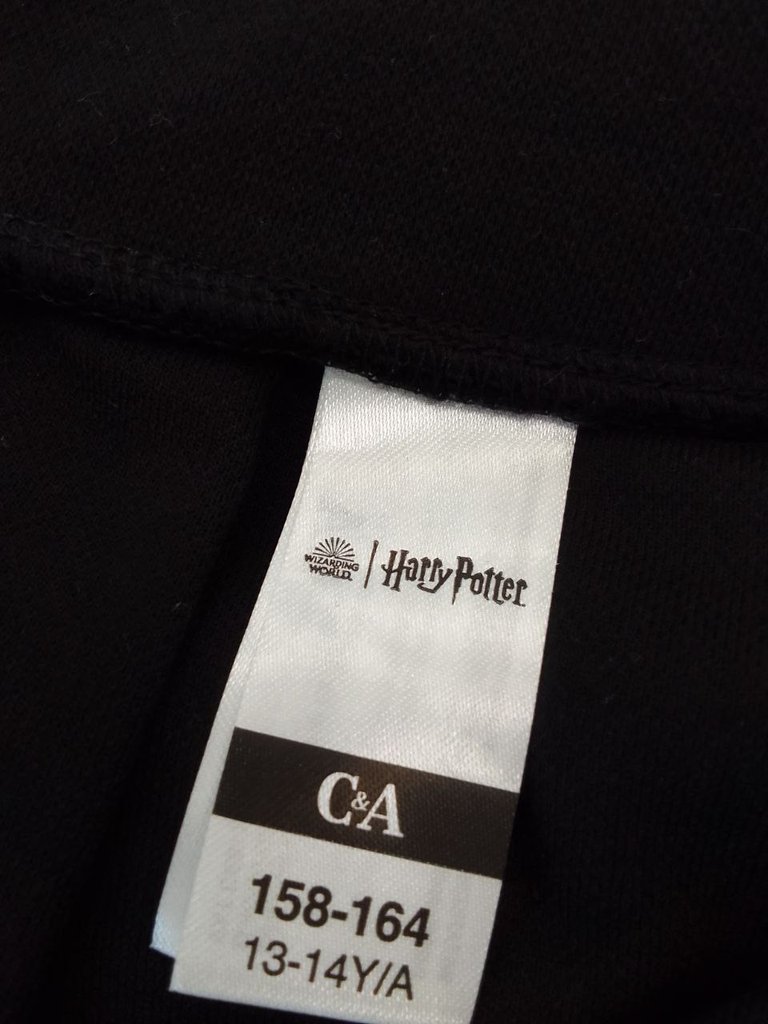 WIZARDING
WORLD.
Harry Potter
C&A
158-164
13-14Y/A